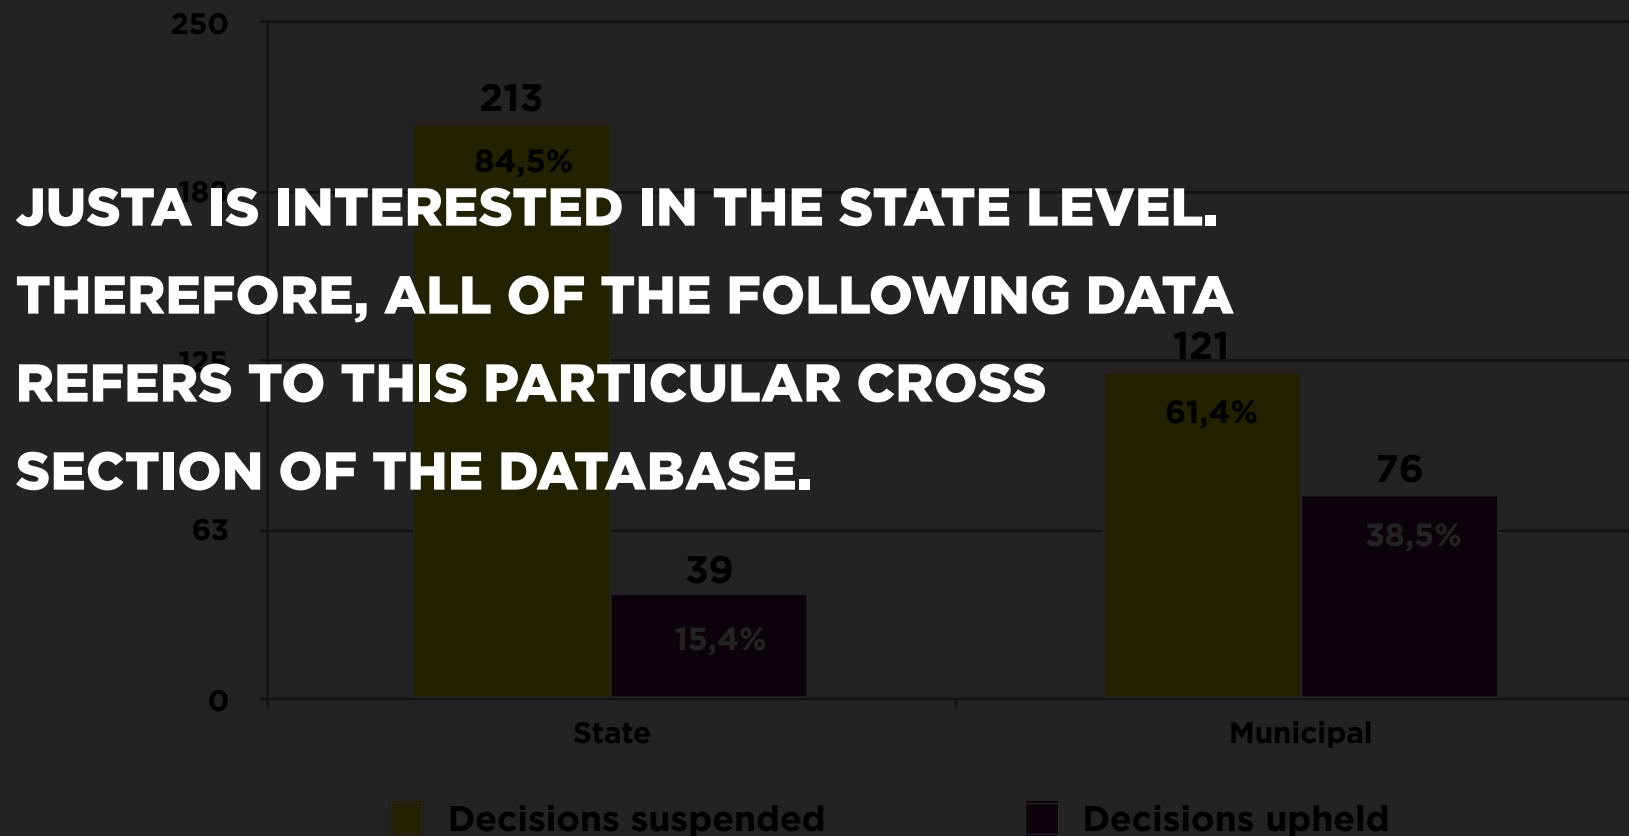 250
213
84,5%
188
JUSTA IS INTERESTED IN THE STATE LEVEL.
THEREFORE, ALL OF THE FOLLOWING DATA
121
125
REFERS TO THIS PARTICULAR CROSS
61,4%
SECTION OF THE DATABASE.
76
63
38,5%
39
15,4%
0
State Municipal
Decisions suspended Decisions upheld